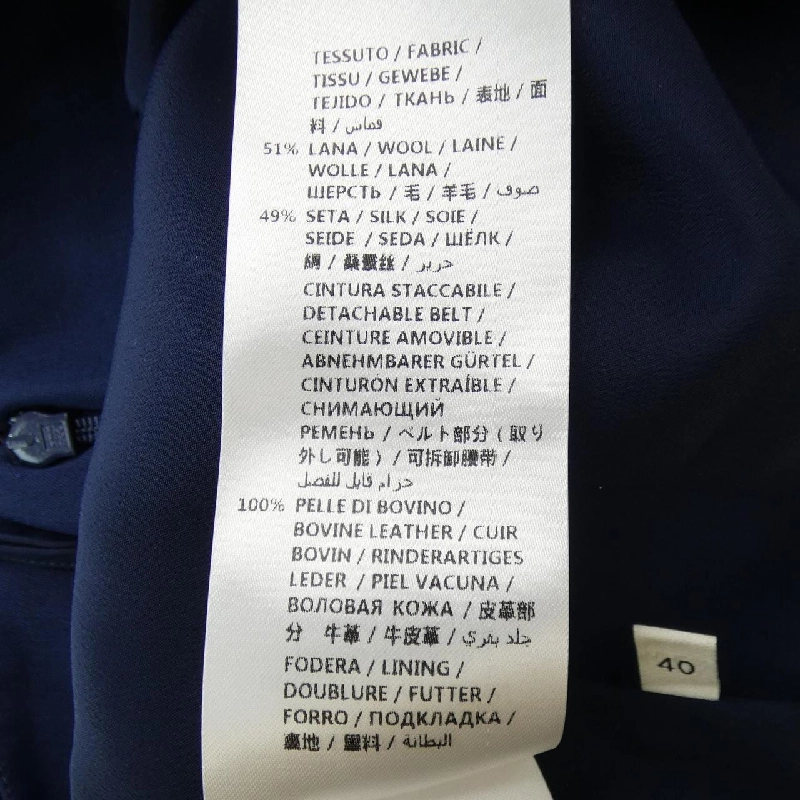 TESSUTO / FABRIC /
TISSU / GEWEBE /
TEJIDO / ТКАНЬ / 表地 / 面
料 / قماش
51% LANA / WOOL / LAINE /
WOLLE / LANA /
ШЕРСТЬ / 毛 / 羊毛 / صوف
49% SETA / SILK / SOIE /
SEIDE / SEDA / ШЁЛК /
絹 / 桑蠶丝 / حرير
CINTURA STACCABILE /
DETACHABLE BELT /
CEINTURE AMOVIBLE /
ABNEHMBARER GÜRTEL /
CINTURÓN EXTRAÍBLE /
СНИМАЮЩИЙ
РЕМЕНЬ / ベルト部分 ( 取り
外し可能 ) / 可拆卸腰带 /
حزام قابل للفصل
100% PELLE DI BOVINO /
BOVINE LEATHER / CUIR
BOVIN / RINDERARTIGES
LEDER / PIEL VACUNA /
ВОЛОВАЯ КОЖА / 皮革部
分 牛革 / 牛皮革 / جلد بقري
FODERA / LINING /
DOUBLURE / FUTTER /
FORRO / ПОДКЛАДКА /
裏地 / 里料 / البطانة
40